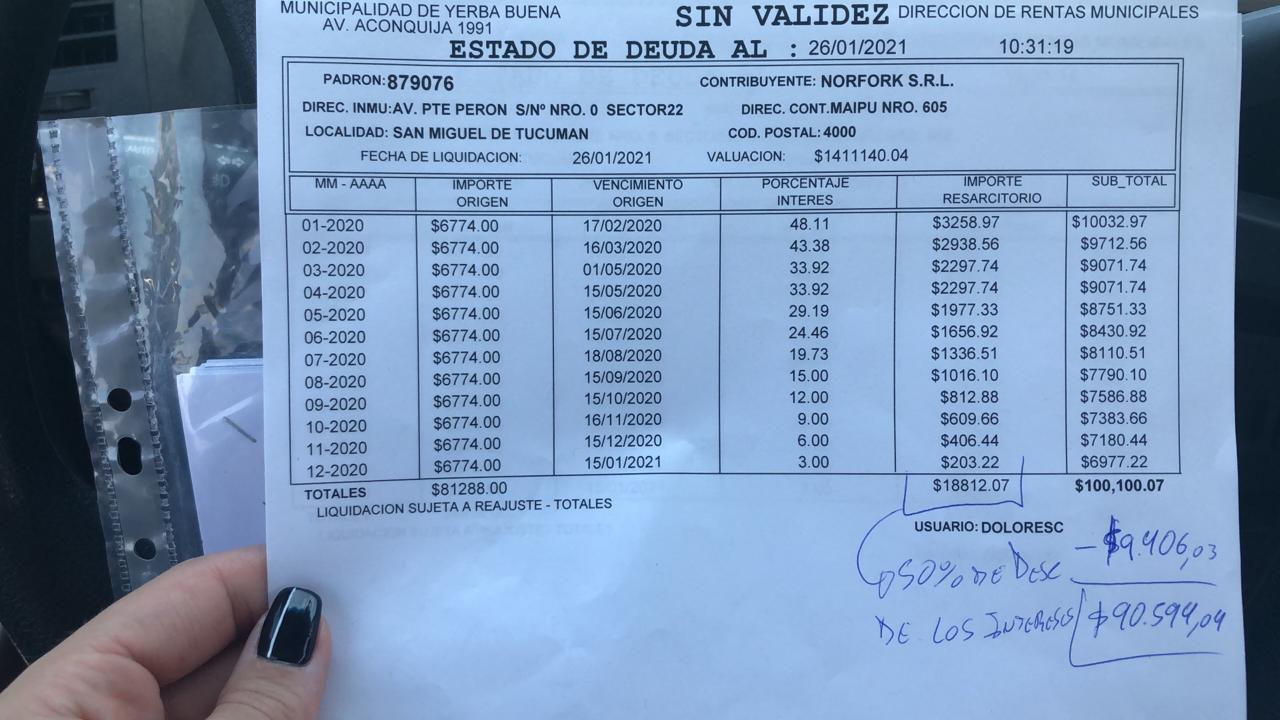 MUNICIPALIDAD DE YERBA BUENA SIN VALIDEZ DIRECCION DE RENTAS MUNICIPALES
AV. ACONQUIJA 1991
ESTADO DE DEUDA AL : 26/01/2021 10:31:19
PADRON: 879076 CONTRIBUYENTE: NORFORK S.R.L.
DIREC. INMU: AV. PTE PERON S/Nº NRO. 0 SECTOR22 DIREC. CONT. MAIPU NRO. 605
LOCALIDAD: SAN MIGUEL DE TUCUMAN COD. POSTAL: 4000
FECHA DE LIQUIDACION: 26/01/2021 VALUACION: $1411140.04
MM - AAAA IMPORTE ORIGEN VENCIMIENTO ORIGEN PORCENTAJE INTERES IMPORTE RESARCITORIO SUB_TOTAL
01-2020 $6774.00 17/02/2020 48.11 $3258.97 $10032.97
02-2020 $6774.00 16/03/2020 43.38 $2938.56 $9712.56
03-2020 $6774.00 01/05/2020 33.92 $2297.74 $9071.74
04-2020 $6774.00 15/05/2020 33.92 $2297.74 $9071.74
05-2020 $6774.00 15/06/2020 29.19 $1977.33 $8751.33
06-2020 $6774.00 15/07/2020 24.46 $1656.92 $8430.92
07-2020 $6774.00 18/08/2020 19.73 $1336.51 $8110.51
08-2020 $6774.00 15/09/2020 15.00 $1016.10 $7790.10
09-2020 $6774.00 15/10/2020 12.00 $812.88 $7586.88
10-2020 $6774.00 16/11/2020 9.00 $609.66 $7383.66
11-2020 $6774.00 15/12/2020 6.00 $406.44 $7180.44
12-2020 $6774.00 15/01/2021 3.00 $203.22 $6977.22
TOTALES $81288.00 $18812.07 $100,100.07
LIQUIDACION SUJETA A REAJUSTE - TOTALES
USUARIO: DOLORESC
50% DE DESC - $9.406,03
DE LOS INTERESES $90.594,04